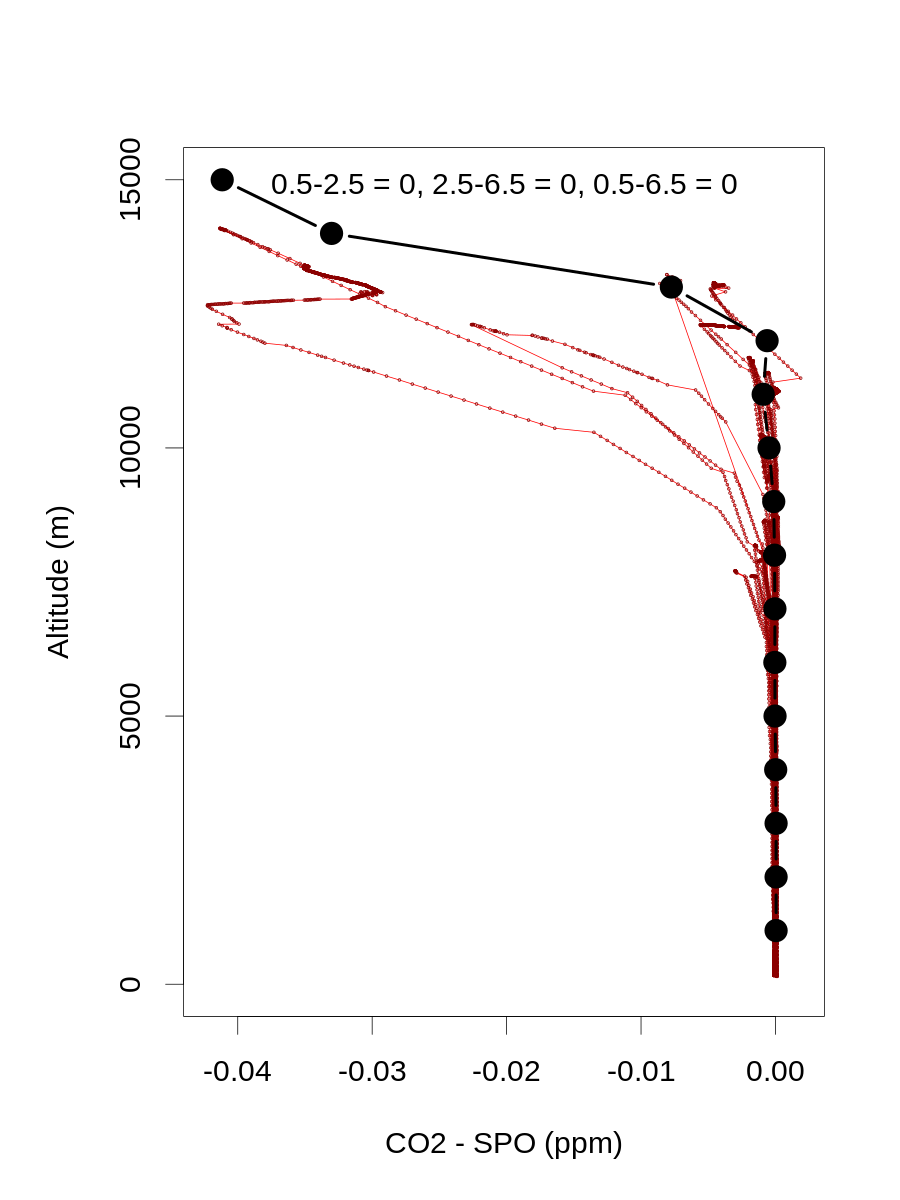 0.5-2.5 = 0, 2.5-6.5 = 0, 0.5-6.5 = 0
15000
10000
5000
0
Altitude (m)
-0.04 -0.03 -0.02 -0.01 0.00
CO2 - SPO (ppm)